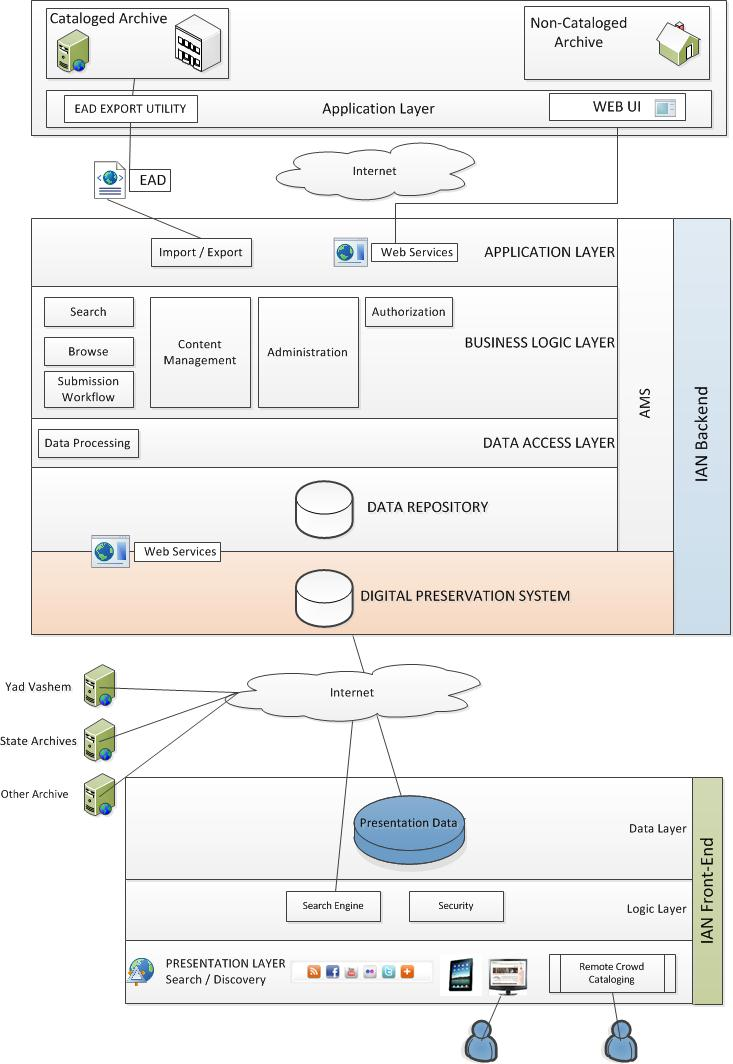 Cataloged Archive
Non-Cataloged
Archive
EAD EXPORT UTILITY
Application Layer
WEB UI
EAD
Internet
Import / Export
Web Services
APPLICATION LAYER
Search
Browse
Submission
Workflow
Content
Management
Administration
Authorization
BUSINESS LOGIC LAYER
AMS
IAN Backend
Data Processing
DATA ACCESS LAYER
DATA REPOSITORY
Web Services
DIGITAL PRESERVATION SYSTEM
Yad Vashem
Internet
State Archives
Other Archive
Presentation Data
Data Layer
IAN Front-End
Search Engine
Security
Logic Layer
PRESENTATION LAYER
Search / Discovery
Remote Crowd
Cataloging